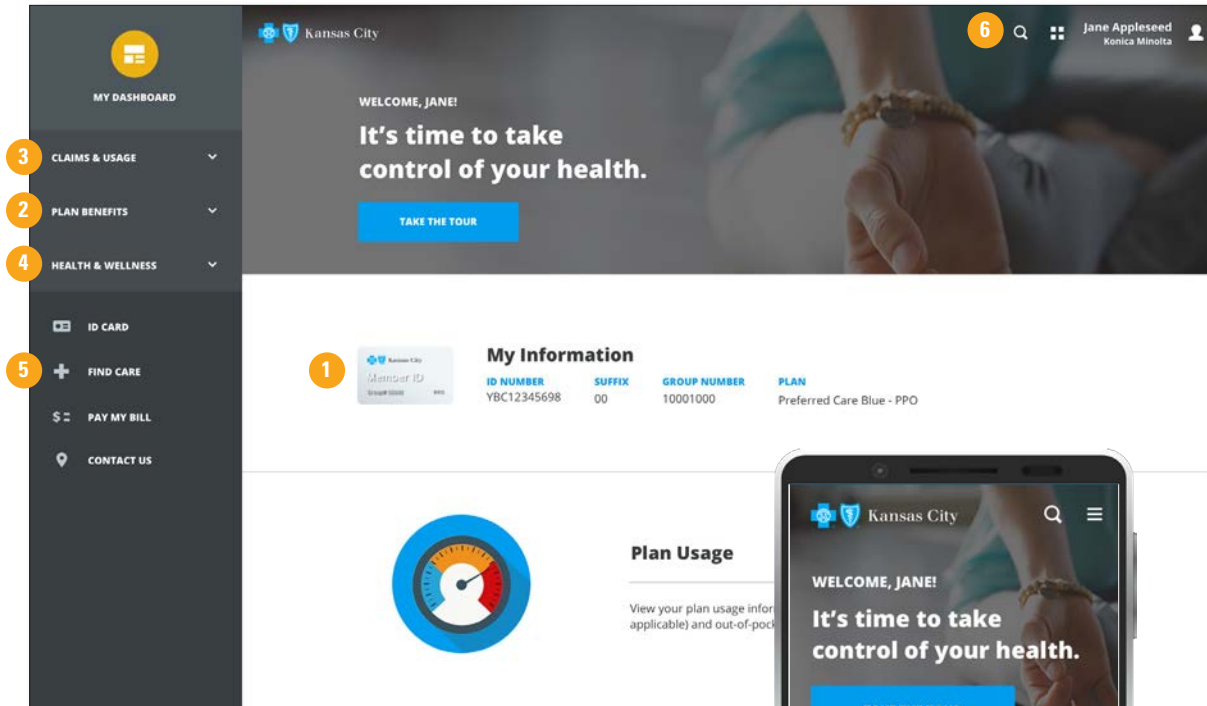 MY DASHBOARD
3 CLAIMS & USAGE
2 PLAN BENEFITS
4 HEALTH & WELLNESS
ID CARD
5 FIND CARE
PAY MY BILL
CONTACT US
Kansas City
6
Jane Appleseed
Konica Minolta
WELCOME, JANE!
It's time to take
control of your health.
TAKE THE TOUR
1
Kansas City
Member ID
My Information
ID NUMBER SUFFIX GROUP NUMBER PLAN
YBC12345698 00 10001000 Preferred Care Blue - PPO
Plan Usage
View your plan usage infor
applicable) and out-of-pock
Kansas City
WELCOME, JANE!
It's time to take
control of your health.